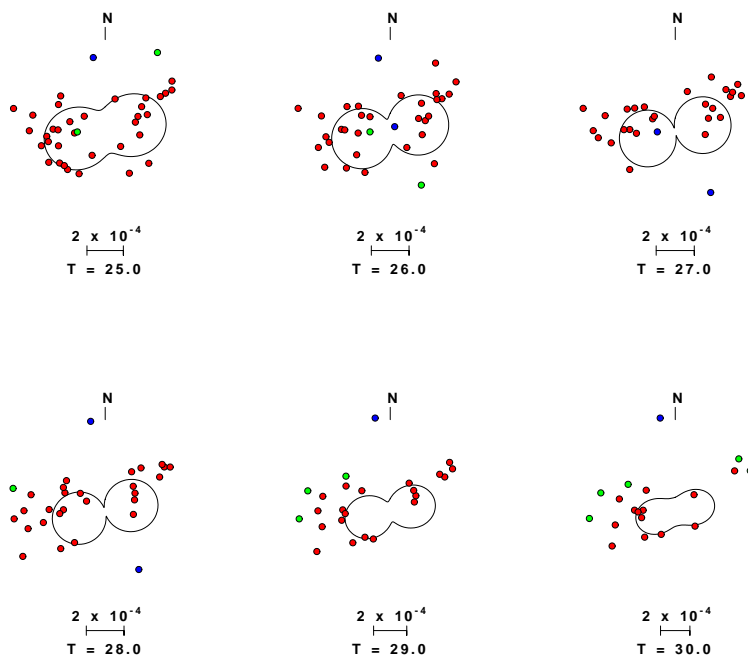 N N N
2 x 10⁻⁴ 2 x 10⁻⁴ 2 x 10⁻⁴
T = 25.0 T = 26.0 T = 27.0
N N N
2 x 10⁻⁴ 2 x 10⁻⁴ 2 x 10⁻⁴
T = 28.0 T = 29.0 T = 30.0